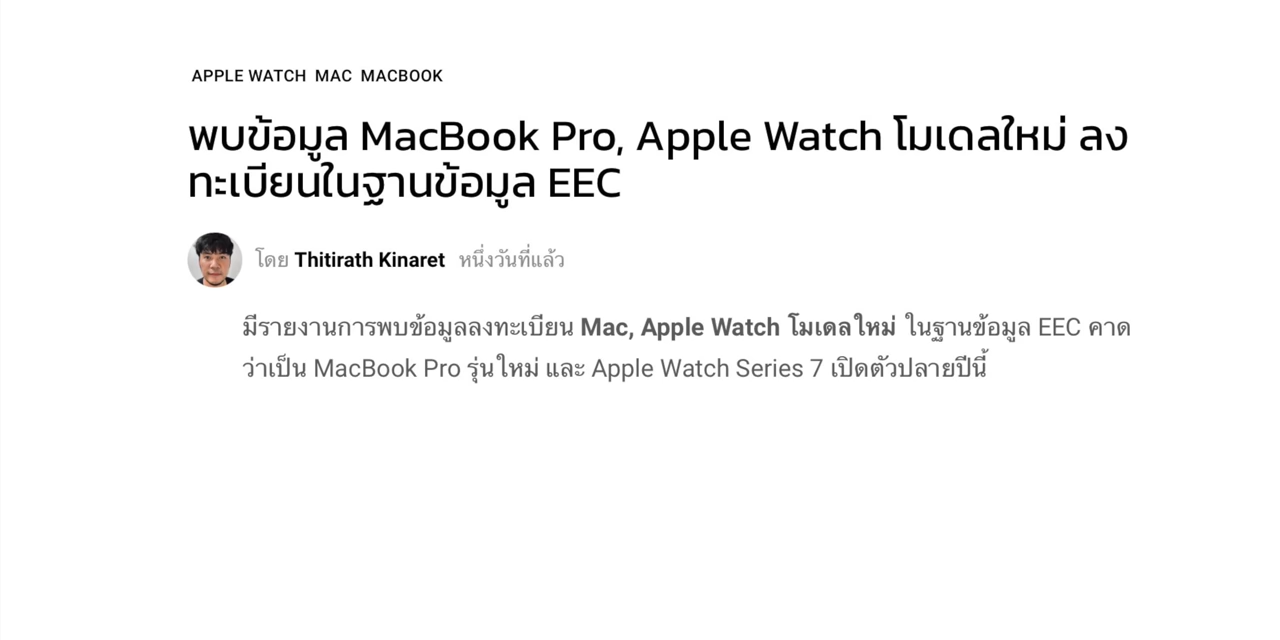 APPLE WATCH MAC MACBOOK
พบข้อมูล MacBook Pro, Apple Watch โมเดลใหม่ ลง
ทะเบียนในฐานข้อมูล EEC
โดย Thitirath Kinaret หนึ่งวันที่แล้ว
มีรายงานการพบข้อมูลลงทะเบียน Mac, Apple Watch โมเดลใหม่ ในฐานข้อมูล EEC คาด
ว่าเป็น MacBook Pro รุ่นใหม่ และ Apple Watch Series 7 เปิดตัวปลายปีนี้